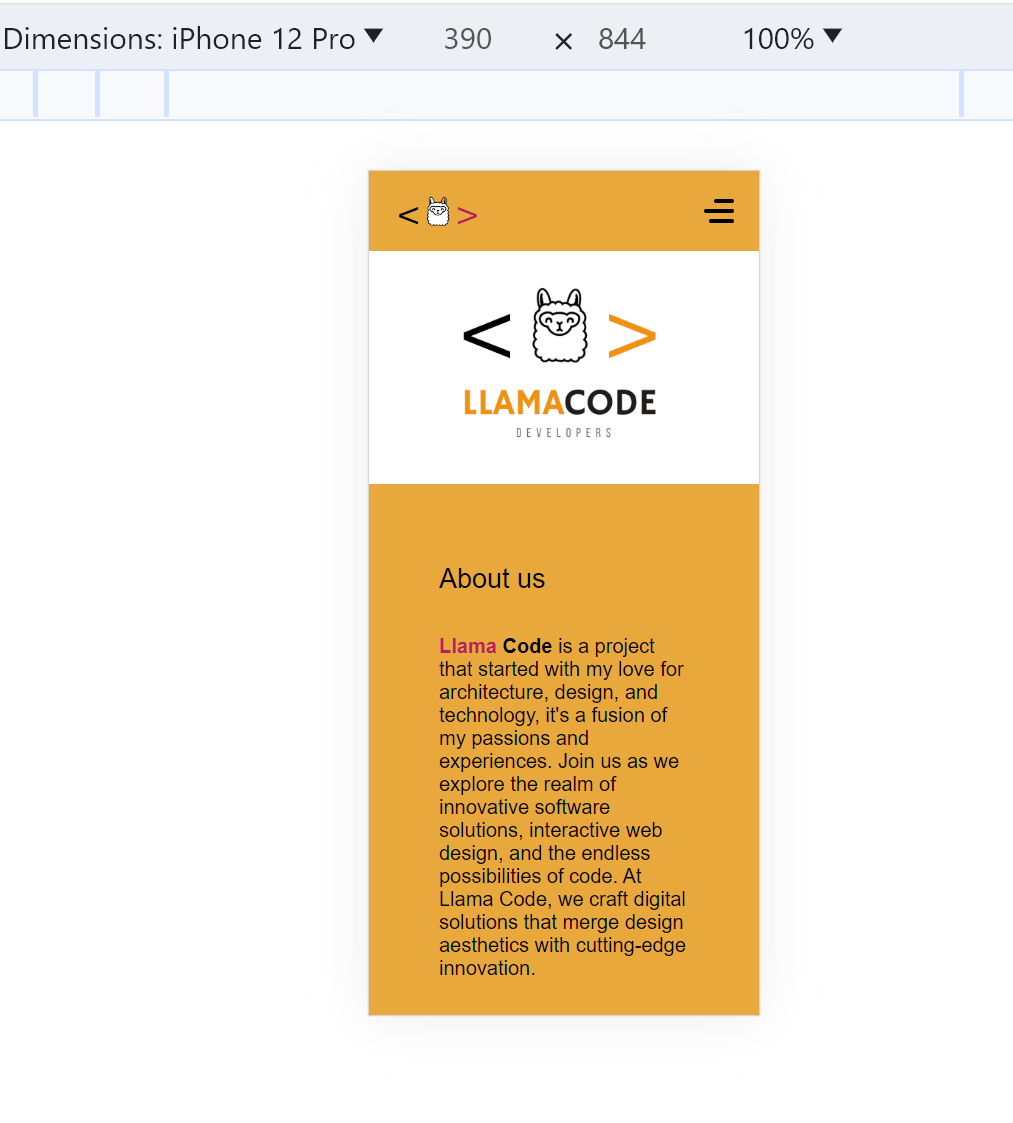 Dimensions: iPhone 12 Pro ▼ 390 × 844 100% ▼
< >
< >
LLAMACODE
DEVELOPERS
About us
Llama Code is a project
that started with my love for
architecture, design, and
technology, it's a fusion of
my passions and
experiences. Join us as we
explore the realm of
innovative software
solutions, interactive web
design, and the endless
possibilities of code. At
Llama Code, we craft digital
solutions that merge design
aesthetics with cutting-edge
innovation.